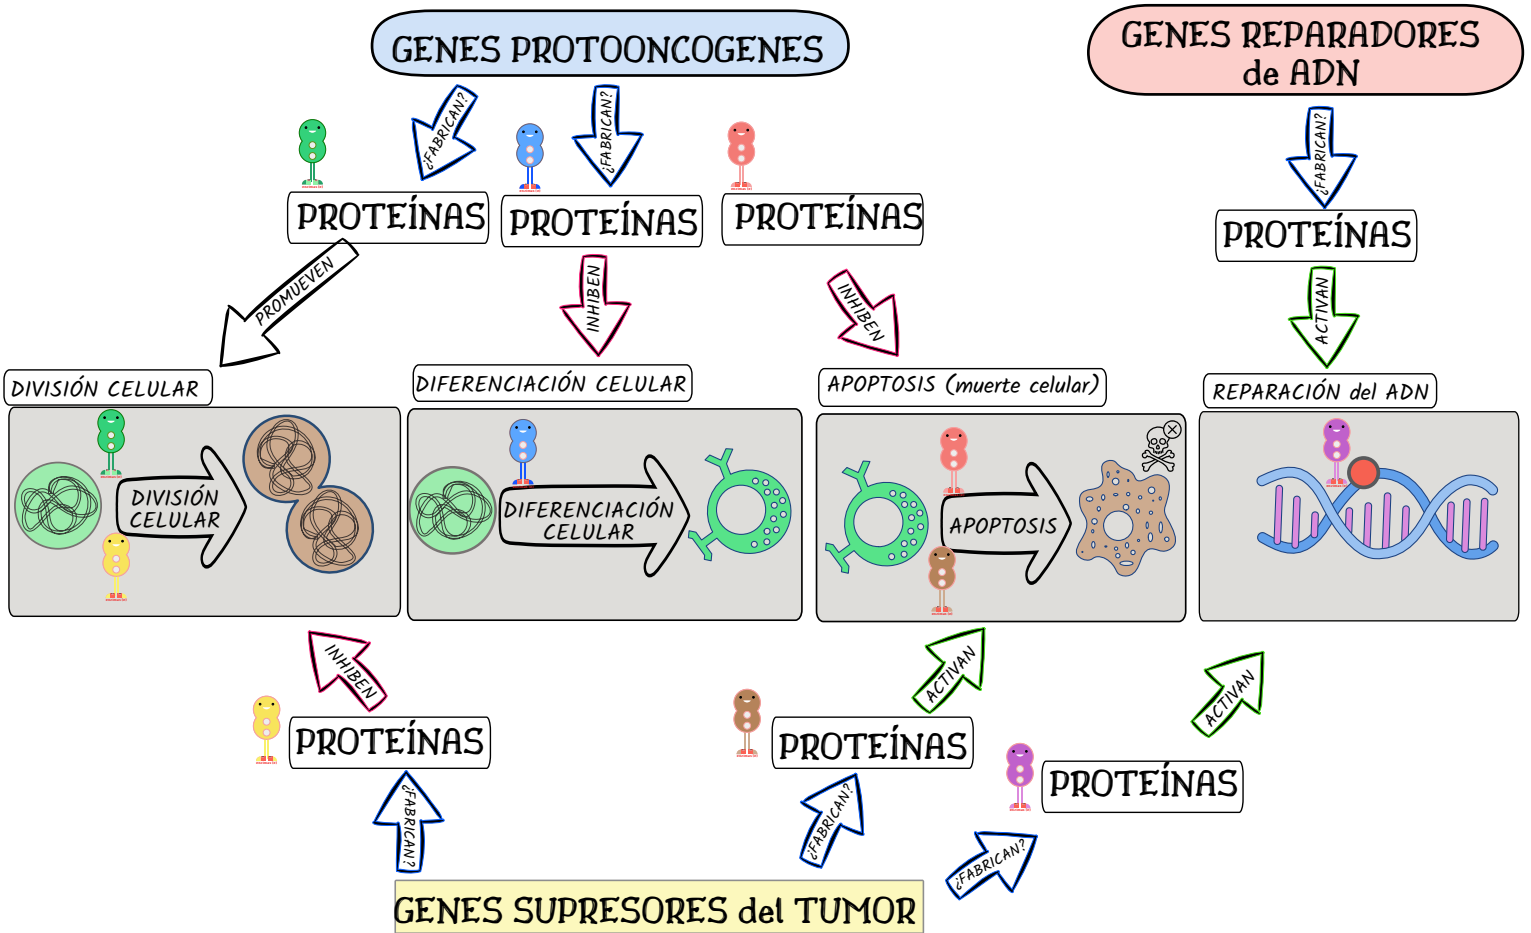 GENES PROTOONCOGENES
GENES REPARADORES
de ADN
¿FABRICAN?
¿FABRICAN?
¿FABRICAN?
PROTEÍNAS
PROTEÍNAS
PROTEÍNAS
PROTEÍNAS
PROMUEVEN
INHIBEN
INHIBEN
ACTIVAN
DIVISIÓN CELULAR
DIFERENCIACIÓN CELULAR
APOPTOSIS (muerte celular)
REPARACIÓN del ADN
DIVISIÓN
CELULAR
DIFERENCIACIÓN
CELULAR
APOPTOSIS
INHIBEN
ACTIVAN
ACTIVAN
PROTEÍNAS
PROTEÍNAS
PROTEÍNAS
¿FABRICAN?
¿FABRICAN?
¿FABRICAN?
GENES SUPRESORES del TUMOR